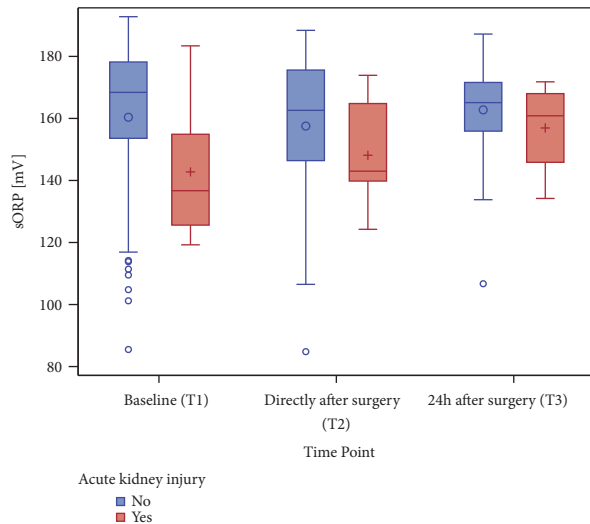 180
160
140
120
100
80
sORP [mV]
Baseline (T1)
Directly after surgery
(T2)
24h after surgery (T3)
Time Point
Acute kidney injury
No
Yes